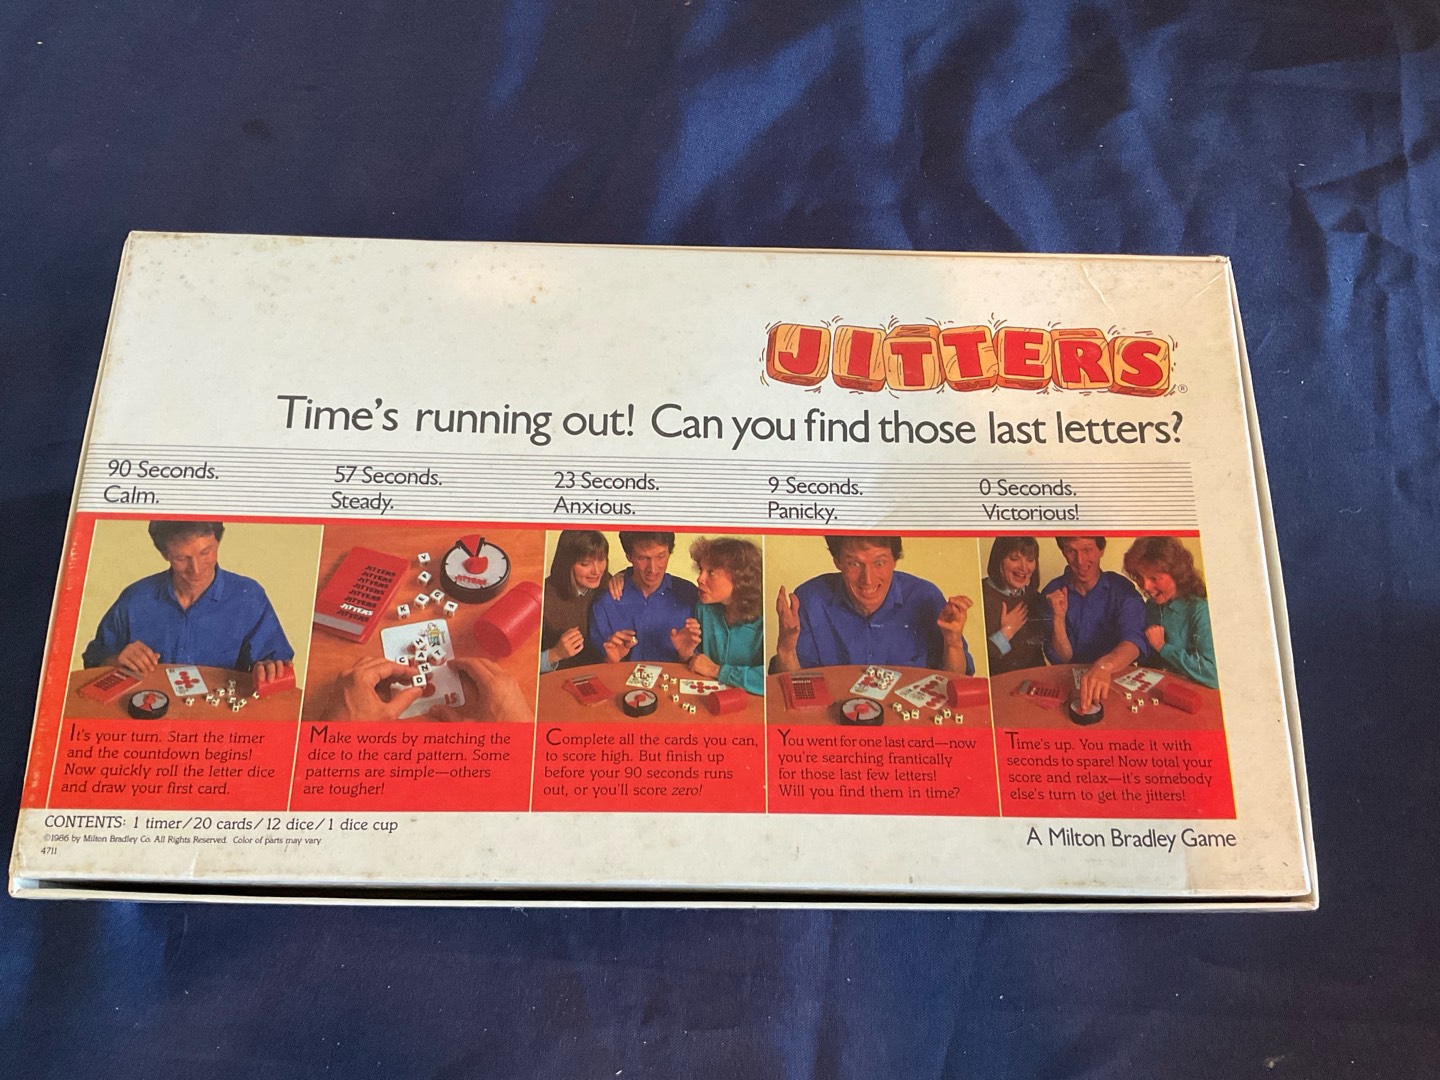 JITTERS®
Time's running out! Can you find those last letters?
90 Seconds.
Calm.
57 Seconds.
Steady.
23 Seconds.
Anxious.
9 Seconds.
Panicky.
0 Seconds.
Victorious!
JITTERS
JITTERS
JITTERS
JITTERS
JITTERS
JITTERS
JITTERS
It's your turn. Start the timer
and the countdown begins!
Now quickly roll the letter dice
and draw your first card.
Make words by matching the
dice to the card pattern. Some
patterns are simple—others
are tougher!
Complete all the cards you can,
to score high. But finish up
before your 90 seconds runs
out, or you'll score zero!
You went for one last card—now
you're searching frantically
for those last few letters!
Will you find them in time?
Time's up. You made it with
seconds to spare! Now total your
score and relax—it's somebody
else's turn to get the jitters!
CONTENTS: 1 timer/20 cards/12 dice/1 dice cup
©1986 by Milton Bradley Co. All Rights Reserved. Color of parts may vary
4711
A Milton Bradley Game